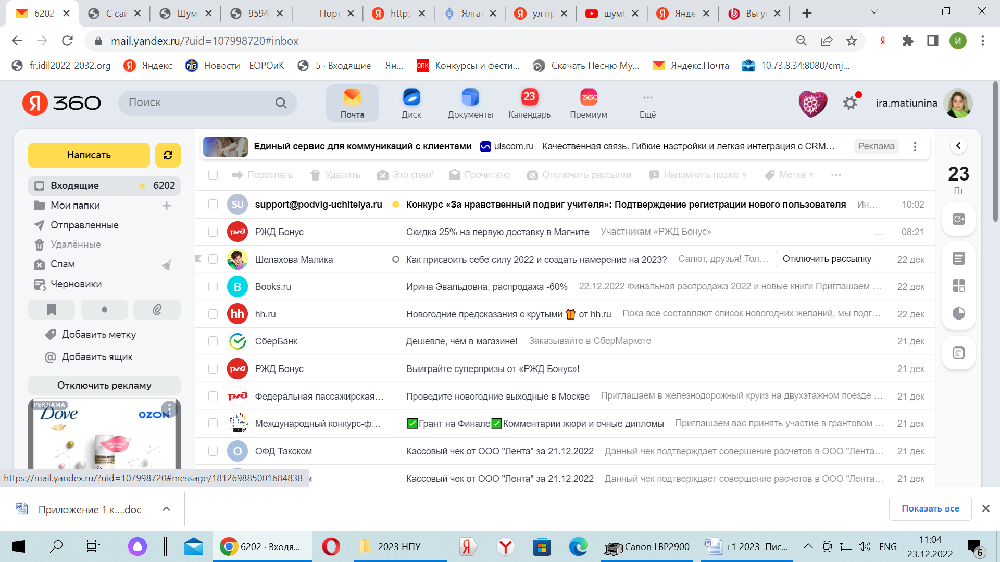 6202
С сай
Шум
9594
Порт
http:/
Ялгат
ул пр
шумб
Янде
Вы ус
mail.yandex.ru/?uid=107998720#inbox
Я
И
fr.idil2022-2032.org
Яндекс
Новости - ЕОРОиК
5 · Входящие — Ян...
Конкурсы и фести...
Скачать Песню Му...
Яндекс.Почта
10.73.8.34:8080/cmj...
Я 360
Поиск
Почта
Диск
Документы
23
Календарь
360
Премиум
Ещё
ira.matiunina
Написать
Входящие 6202
Мои папки
Отправленные
Удалённые
Спам
Черновики
Добавить метку
Добавить ящик
Отключить рекламу
РЕКЛАМА
Dove
OZON
ЦВЕТОЧНЫЙ
АРОМАТ
Единый сервис для коммуникаций с клиентами uiscom.ru Качественная связь. Гибкие настройки и легкая интеграция с CRM... Реклама
Переслать Удалить Это спам! Прочитано Отключить рассылки Напомнить позже Метка
SU support@podvig-uchitelya.ru Конкурс «За нравственный подвиг учителя»: Подтверждение регистрации нового пользователя Ин... 10:02
РЖД Бонус Скидка 25% на первую доставку в Магните Участникам «РЖД Бонус» ... 08:21
Шелахова Малика Как присвоить себе силу 2022 и создать намерение на 2023? Салют, друзья! Тол... Отключить рассылку 22 дек
B Books.ru Ирина Эвальдовна, распродажа -60% 22.12.2022 Финальная распродажа 2022 и новые книги Приглашаем ... 22 дек
hh hh.ru Новогодние предсказания с крутыми 🎁 от hh.ru Пока все составляют список новогодних желаний, мы подг... 22 дек
СберБанк Дешевле, чем в магазине! Заказывайте в СберМаркете 21 дек
РЖД Бонус Выиграйте суперпризы от «РЖД Бонус»! 21 дек
Федеральная пассажирская... Проведите новогодние выходные в Москве Приглашаем в железнодорожный круиз на двухэтажном поезде ... 21 дек
Международный конкурс-ф... ✅Грант на Финале✅Комментарии жюри и очные дипломы Приглашаем вас принять участие в грантовом ... 21 дек
О ОФД Такском Кассовый чек от ООО "Лента" за 21.12.2022 Данный чек подтверждает совершение расчетов в ООО "Лента... 21 дек
м Кассовый чек от ООО "Лента" за 21.12.2022 Данный чек подтверждает совершение расчетов в ООО "Лента... 21 дек
23
Пт
https://mail.yandex.ru/?uid=107998720#message/181269885001684838
Приложение 1 к....doc
Показать все
6202 · Входя...
2023 НПУ
Canon LBP2900
+1 2023 Пис...
ENG
11:04
23.12.2022
6